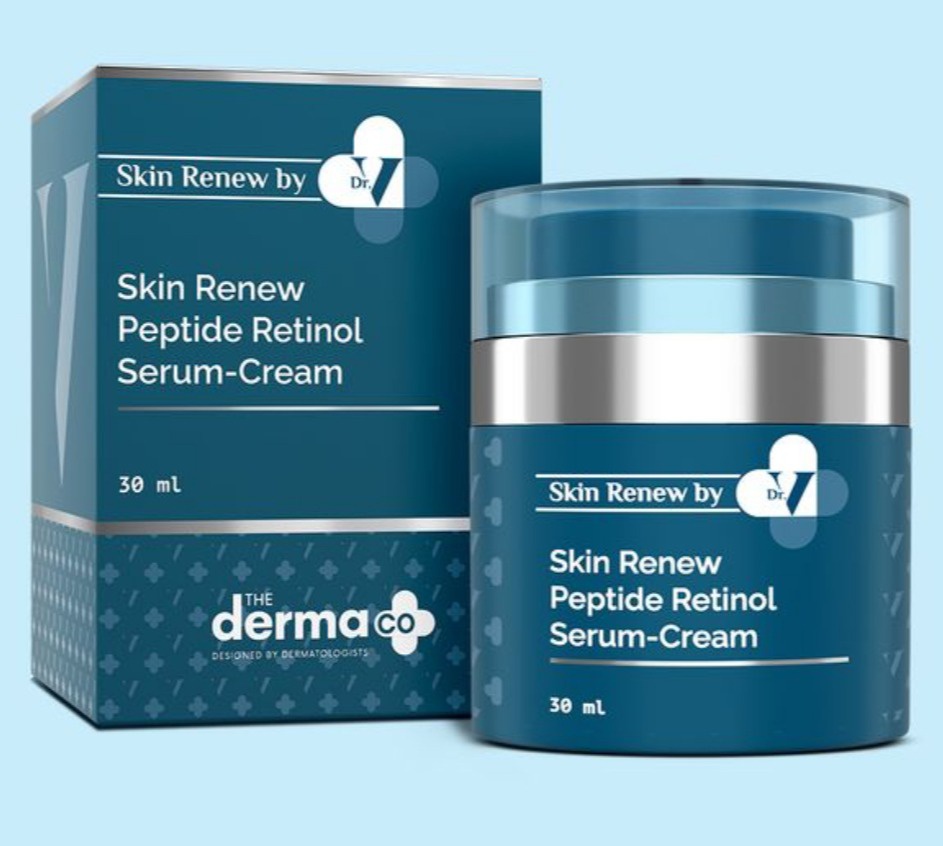 Skin Renew by Dr.V
Skin Renew
Peptide Retinol
Serum-Cream
30 ml
THE
derma co
DESIGNED BY DERMATOLOGISTS
Skin Renew by Dr.V
Skin Renew
Peptide Retinol
Serum-Cream
30 ml